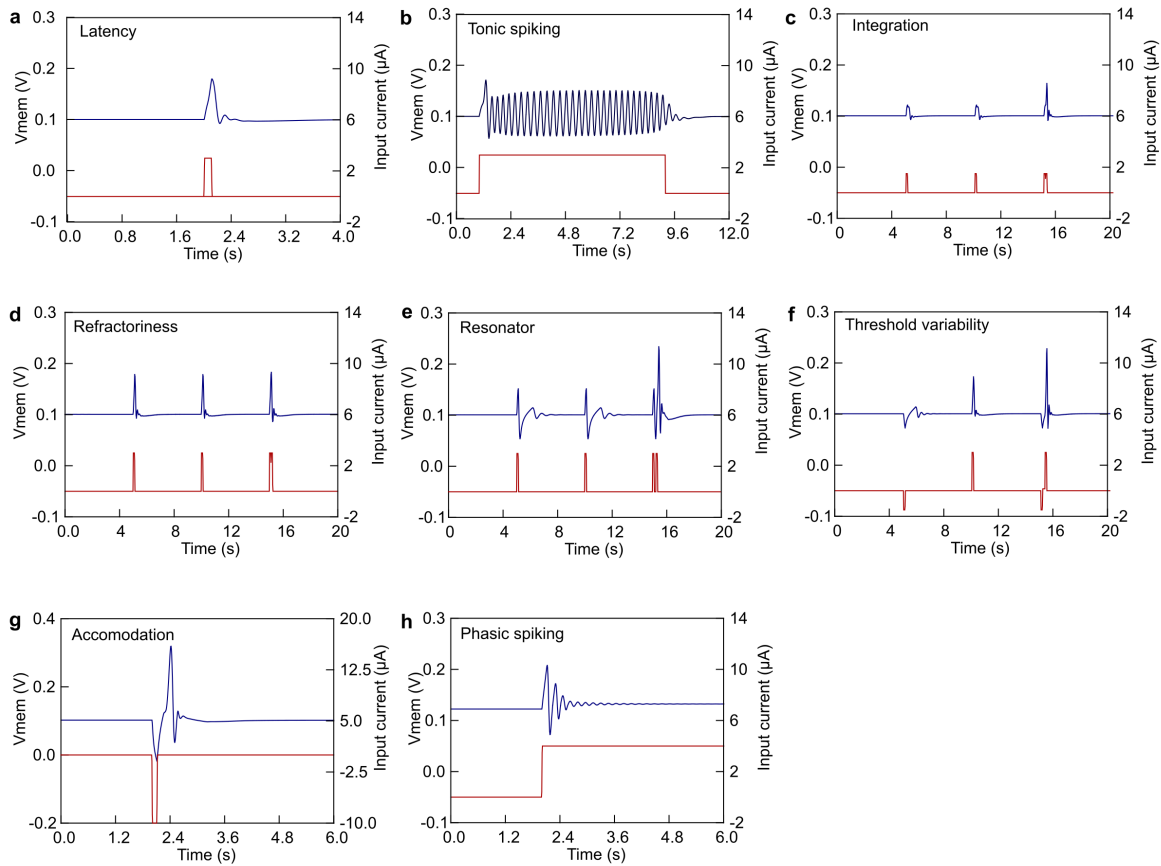 a
Latency
Vmem (V)
0.3
0.2
0.1
0.0
-0.1
14
10
6
2
-2
Input current (µA)
0.0 0.8 1.6 2.4 3.2 4.0
Time (s)
b
Tonic spiking
Vmem (V)
0.3
0.2
0.1
0.0
-0.1
14
10
6
2
-2
Input current (µA)
0.0 2.4 4.8 7.2 9.6 12.0
Time (s)
c
Integration
Vmem (V)
0.3
0.2
0.1
0.0
-0.1
14
10
6
2
-2
Input current (µA)
0 4 8 12 16 20
Time (s)
d
Refractoriness
Vmem (V)
0.3
0.2
0.1
0.0
-0.1
14
10
6
2
-2
Input current (µA)
0.0 4 8 12 16 20
Time (s)
e
Resonator
Vmem (V)
0.3
0.2
0.1
0.0
-0.1
14
10
6
2
-2
Input current (µA)
0.0 4 8 12 16 20
Time (s)
f
Threshold variability
Vmem (V)
0.3
0.2
0.1
0.0
-0.1
14
10
6
2
-2
Input current (µA)
0.0 4 8 12 16 20
Time (s)
g
Accomodation
Vmem (V)
0.4
0.2
0.0
-0.2
20.0
12.5
5.0
-2.5
-10.0
Input current (µA)
0.0 1.2 2.4 3.6 4.8 6.0
Time (s)
h
Phasic spiking
Vmem (V)
0.3
0.2
0.1
0.0
-0.1
14
10
6
2
-2
Input current (µA)
0.0 1.2 2.4 3.6 4.8 6.0
Time (s)